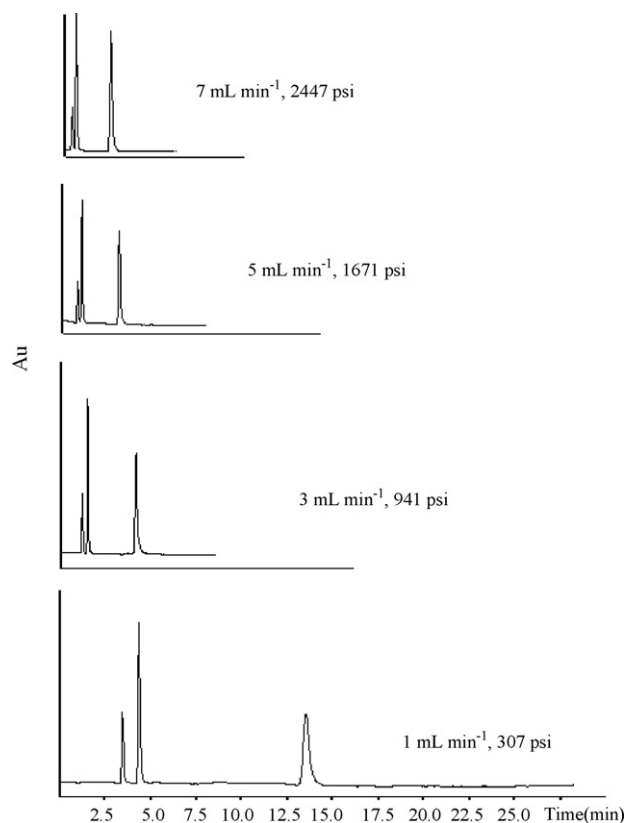 7 mL min⁻¹, 2447 psi
5 mL min⁻¹, 1671 psi
Au
3 mL min⁻¹, 941 psi
1 mL min⁻¹, 307 psi
2.5 5.0 7.5 10.0 12.5 15.0 17.5 20.0 22.5 25.0 Time(min)